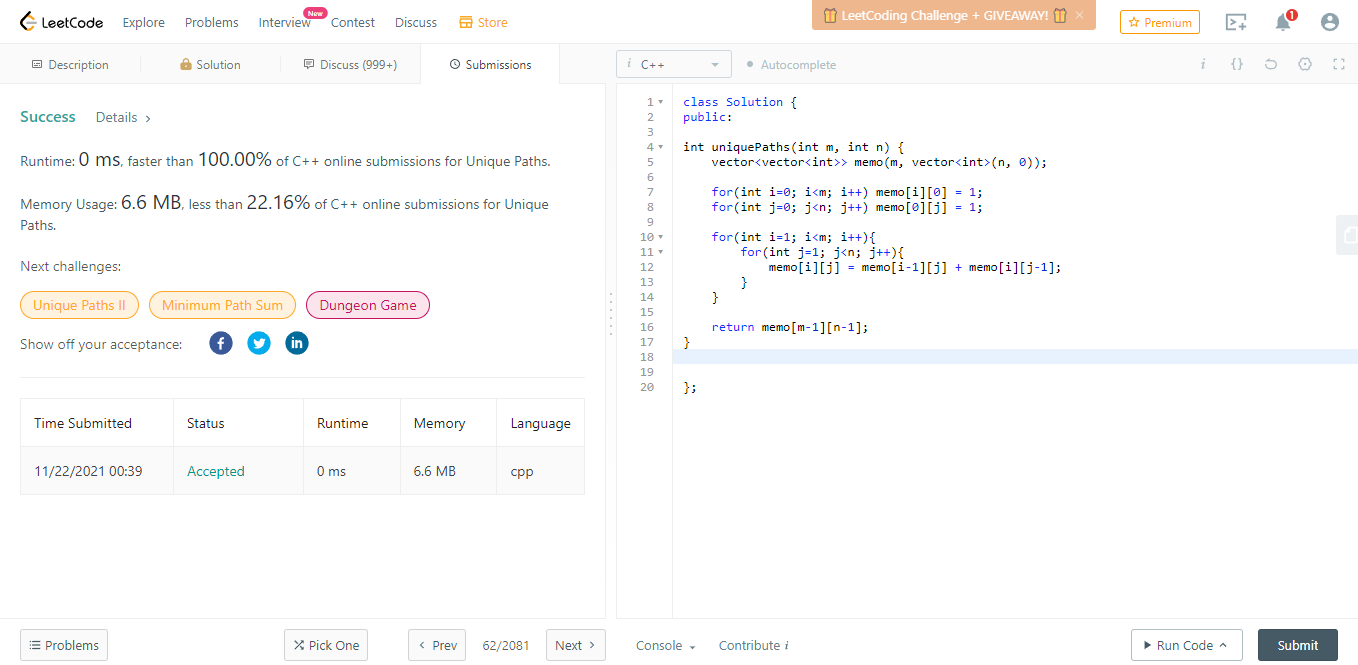 LeetCode Explore Problems Interview New Contest Discuss Store LeetCoding Challenge + GIVEAWAY! × Premium 1
Description Solution Discuss (999+) Submissions i C++ Autocomplete i {}
Success Details >
Runtime: 0 ms, faster than 100.00% of C++ online submissions for Unique Paths.
Memory Usage: 6.6 MB, less than 22.16% of C++ online submissions for Unique
Paths.
Next challenges:
Unique Paths II Minimum Path Sum Dungeon Game
Show off your acceptance: f in
Time Submitted Status Runtime Memory Language
11/22/2021 00:39 Accepted 0 ms 6.6 MB cpp
1 class Solution {
2 public:
3
4 int uniquePaths(int m, int n) {
5 vector<vector<int>> memo(m, vector<int>(n, 0));
6
7 for(int i=0; i<m; i++) memo[i][0] = 1;
8 for(int j=0; j<n; j++) memo[0][j] = 1;
9
10 for(int i=1; i<m; i++){
11 for(int j=1; j<n; j++){
12 memo[i][j] = memo[i-1][j] + memo[i][j-1];
13 }
14 }
15
16 return memo[m-1][n-1];
17 }
18
19
20 };
Problems Pick One < Prev 62/2081 Next > Console Contribute i Run Code Submit